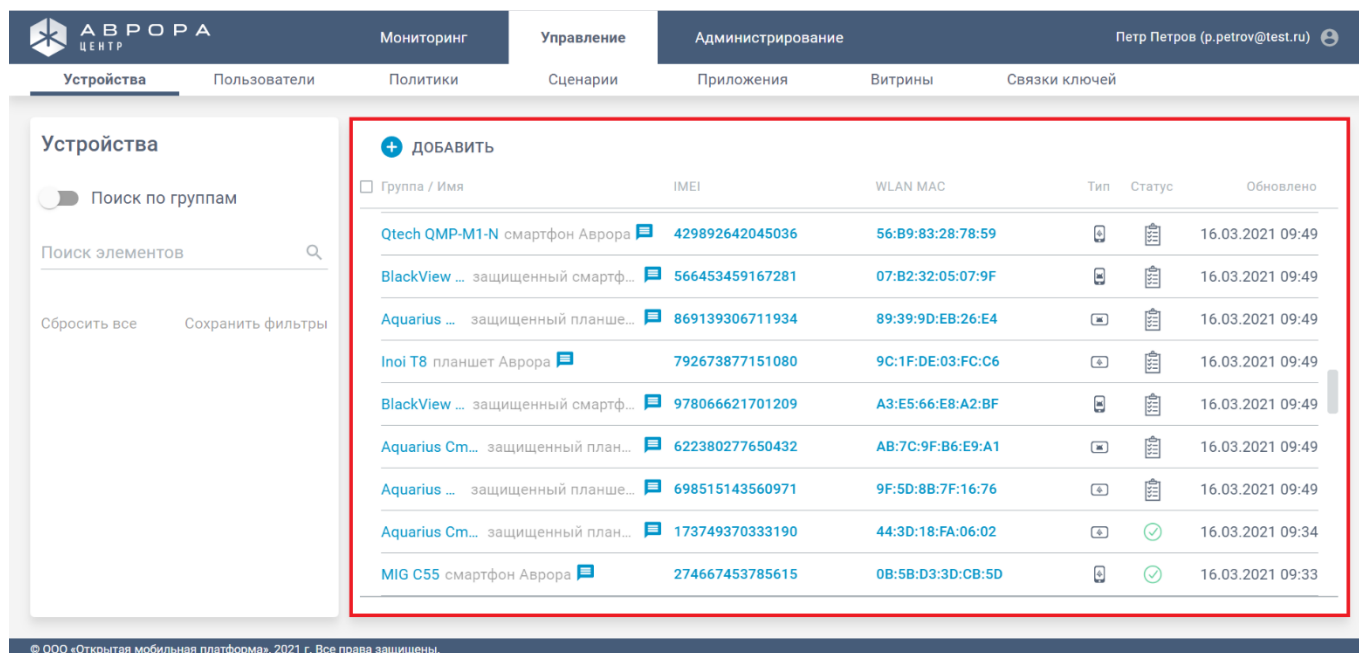 АВРОРА
ЦЕНТР
Мониторинг Управление Администрирование Петр Петров (p.petrov@test.ru)
Устройства Пользователи Политики Сценарии Приложения Витрины Связки ключей
Устройства
Поиск по группам
Поиск элементов
Сбросить все Сохранить фильтры
ДОБАВИТЬ
Группа / Имя IMEI WLAN MAC Тип Статус Обновлено
Qtech QMP-M1-N смартфон Аврора 429892642045036 56:B9:83:28:78:59 16.03.2021 09:49
BlackView ... защищенный смартф... 566453459167281 07:B2:32:05:07:9F 16.03.2021 09:49
Aquarius ... защищенный планше... 869139306711934 89:39:9D:EB:26:E4 16.03.2021 09:49
Inoi T8 планшет Аврора 792673877151080 9C:1F:DE:03:FC:C6 16.03.2021 09:49
BlackView ... защищенный смартф... 978066621701209 A3:E5:66:E8:A2:BF 16.03.2021 09:49
Aquarius Cm... защищенный план... 622380277650432 AB:7C:9F:B6:E9:A1 16.03.2021 09:49
Aquarius ... защищенный планше... 698515143560971 9F:5D:8B:7F:16:76 16.03.2021 09:49
Aquarius Cm... защищенный план... 173749370333190 44:3D:18:FA:06:02 16.03.2021 09:34
MIG C55 смартфон Аврора 274667453785615 0B:5B:D3:3D:CB:5D 16.03.2021 09:33
© ООО «Открытая мобильная платформа», 2021 г. Все права защищены.